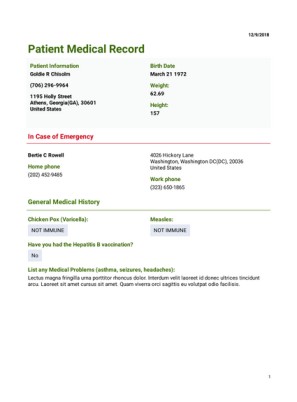 12/9/2018
Patient Medical Record
Patient Information
Goldie R Chisolm
(706) 296-9964
1195 Holly Street
Athens, Georgia(GA), 30601
United States
Birth Date
March 21 1972
Weight:
62.69
Height:
157
In Case of Emergency
Bertie C Rowell
Home phone
(202) 452-9485
4026 Hickory Lane
Washington, Washington DC(DC), 20036
United States
Work phone
(323) 650-1865
General Medical History
Chicken Pox (Varicella):
NOT IMMUNE
Measles:
NOT IMMUNE
Have you had the Hepatitis B vaccination?
No
List any Medical Problems (asthma, seizures, headaches):
Lectus magna fringilla urna porttitor rhoncus dolor. Interdum velit laoreet id donec ultrices tincidunt
arcu. Laoreet sit amet cursus sit amet. Quam viverra orci sagittis eu volutpat odio facilisis.
1